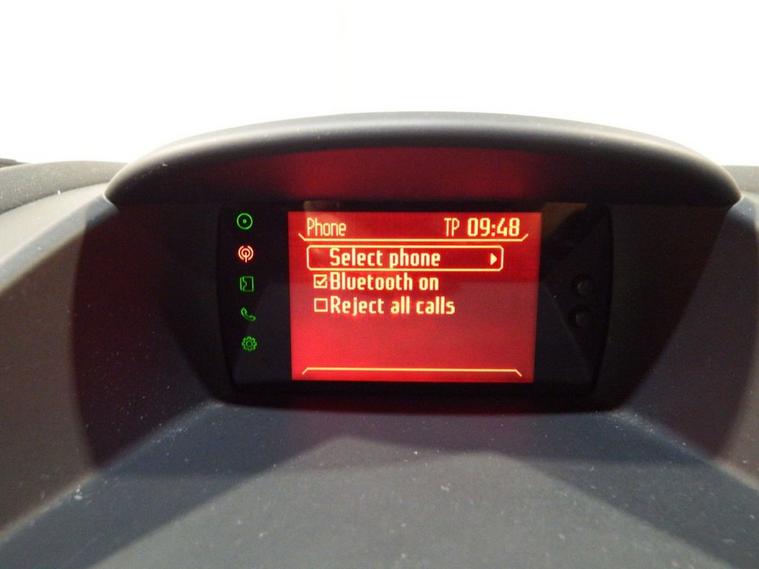 Phone TP 09:48
Select phone
Bluetooth on
Reject all calls